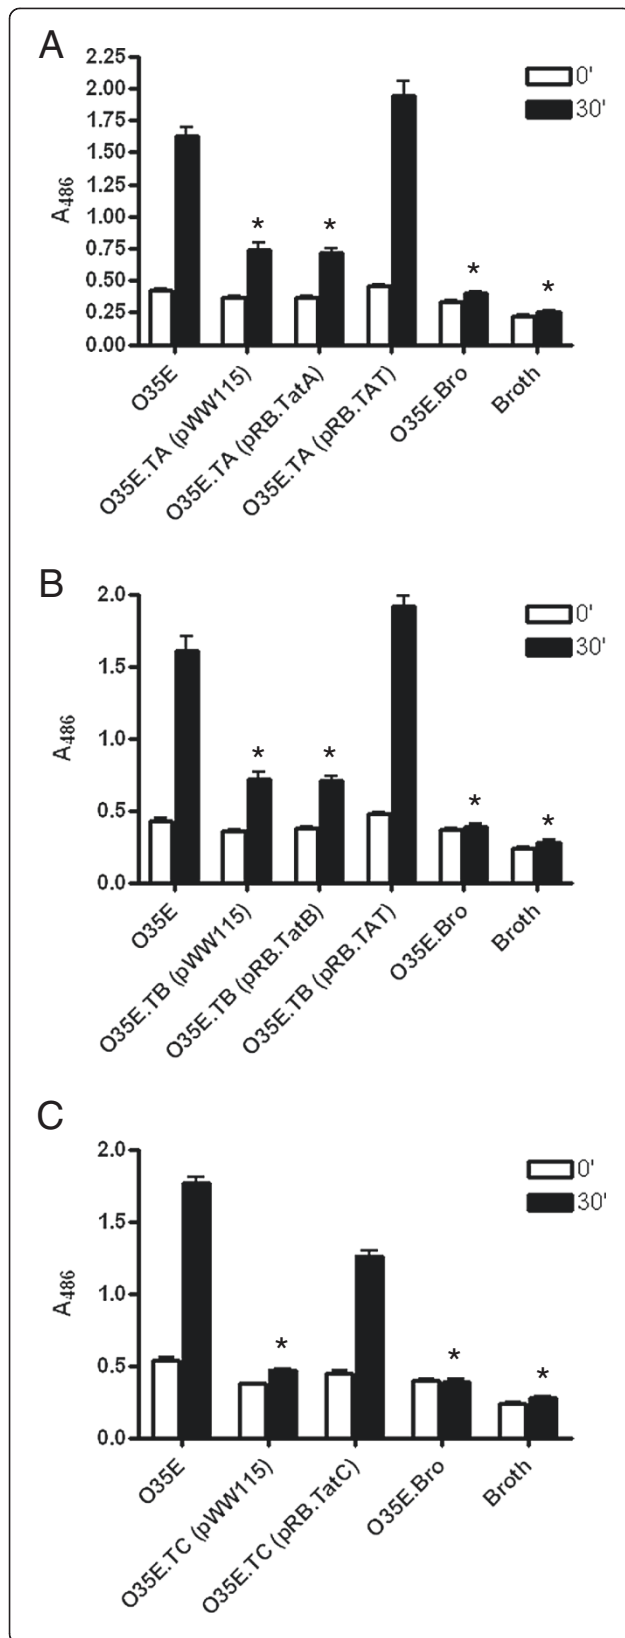 A
2.25
2.00
1.75
1.50
1.25
1.00
0.75
0.50
0.25
0.00
A486
0'
30'
*
*
*
*
O35E
O35E.TA (pWW115)
O35E.TA (pRB.TatA)
O35E.TA (pRB.TAT)
O35E.Bro
Broth
B
2.0
1.5
1.0
0.5
0.0
A486
0'
30'
*
*
*
*
O35E
O35E.TB (pWW115)
O35E.TB (pRB.TatB)
O35E.TB (pRB.TAT)
O35E.Bro
Broth
C
2.0
1.5
1.0
0.5
0.0
A486
0'
30'
*
*
*
O35E
O35E.TC (pWW115)
O35E.TC (pRB.TatC)
O35E.Bro
Broth